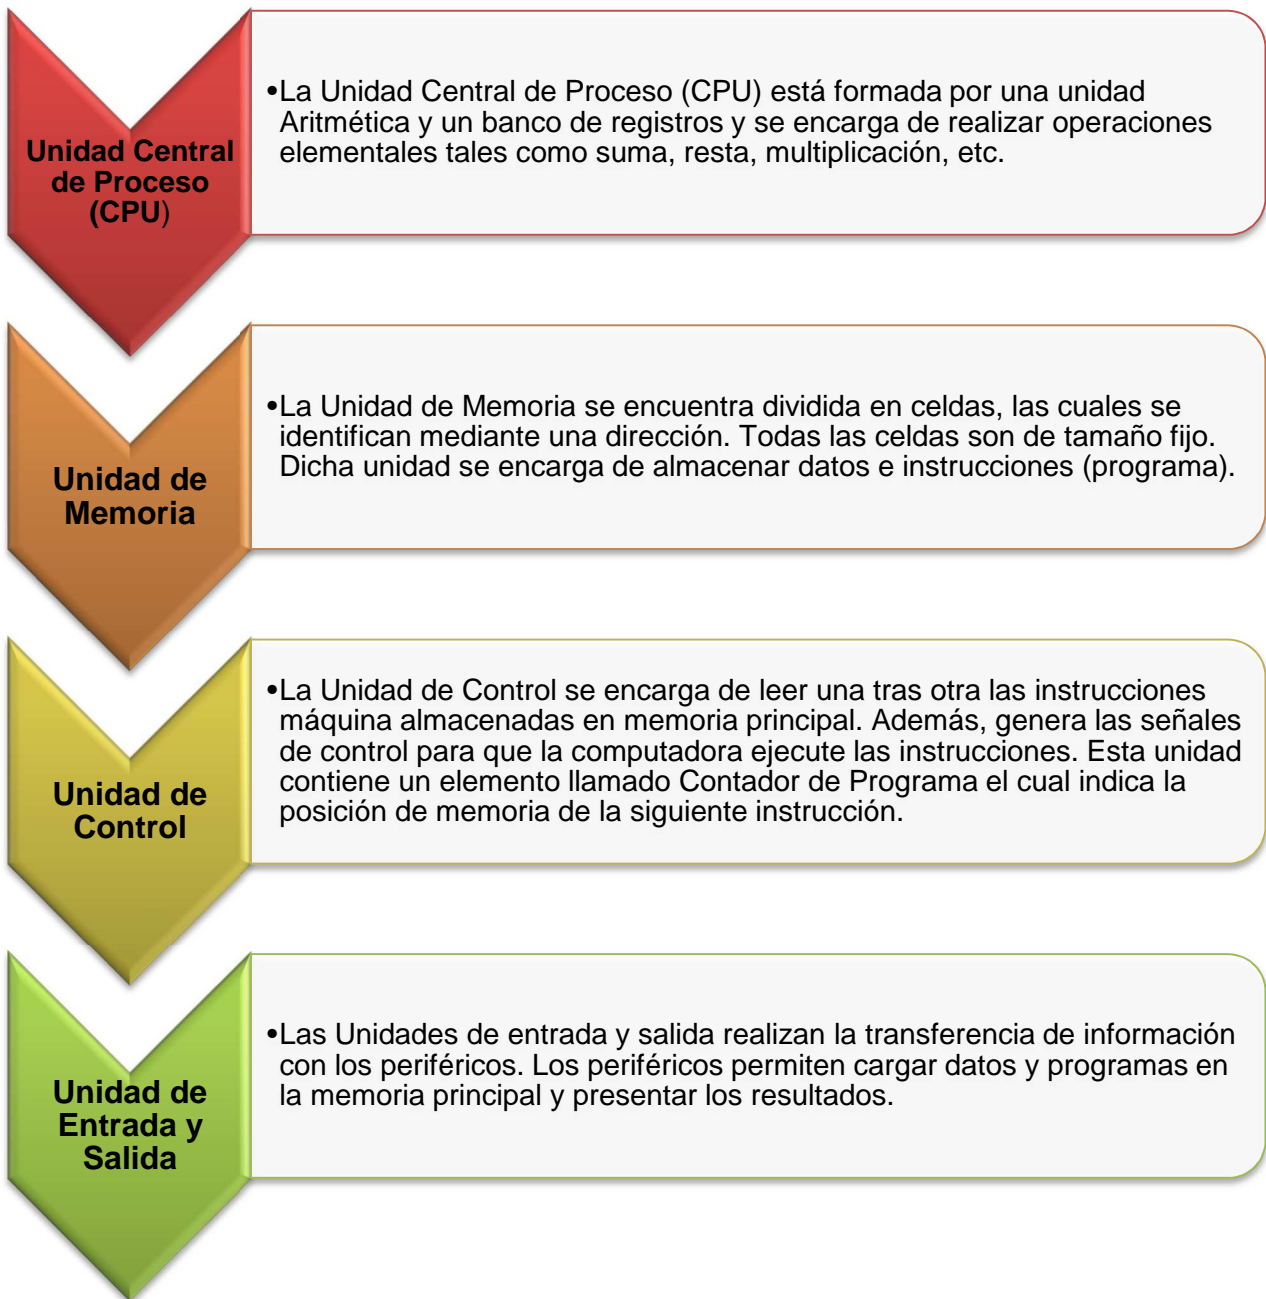 Unidad Central
de Proceso
(CPU)
•La Unidad Central de Proceso (CPU) está formada por una unidad
Aritmética y un banco de registros y se encarga de realizar operaciones
elementales tales como suma, resta, multiplicación, etc.
Unidad de
Memoria
•La Unidad de Memoria se encuentra dividida en celdas, las cuales se
identifican mediante una dirección. Todas las celdas son de tamaño fijo.
Dicha unidad se encarga de almacenar datos e instrucciones (programa).
Unidad de
Control
•La Unidad de Control se encarga de leer una tras otra las instrucciones
máquina almacenadas en memoria principal. Además, genera las señales
de control para que la computadora ejecute las instrucciones. Esta unidad
contiene un elemento llamado Contador de Programa el cual indica la
posición de memoria de la siguiente instrucción.
Unidad de
Entrada y
Salida
•Las Unidades de entrada y salida realizan la transferencia de información
con los periféricos. Los periféricos permiten cargar datos y programas en
la memoria principal y presentar los resultados.